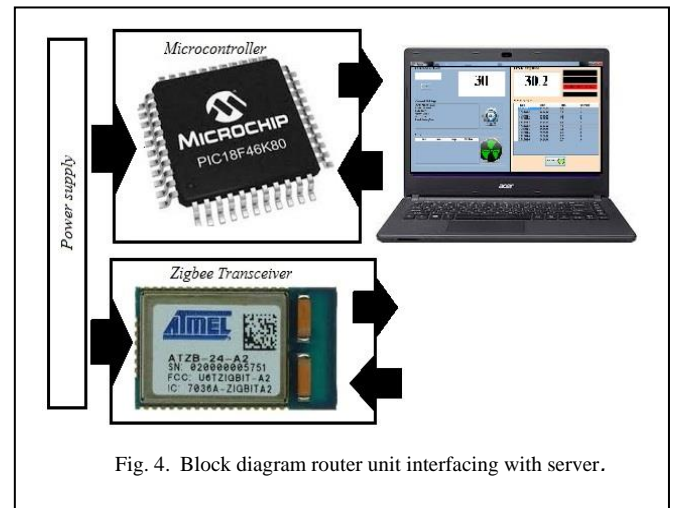 Microcontroller
MICROCHIP
PIC18F46K80
30
30.2
acer
Power supply
Zigbee Transceiver
ATMEL
ATZB-24-A2
SN: 020000005751
FCC: U6TZIGBIT-A2
IC: 7036A-ZIGBITA2
Fig. 4. Block diagram router unit interfacing with server.